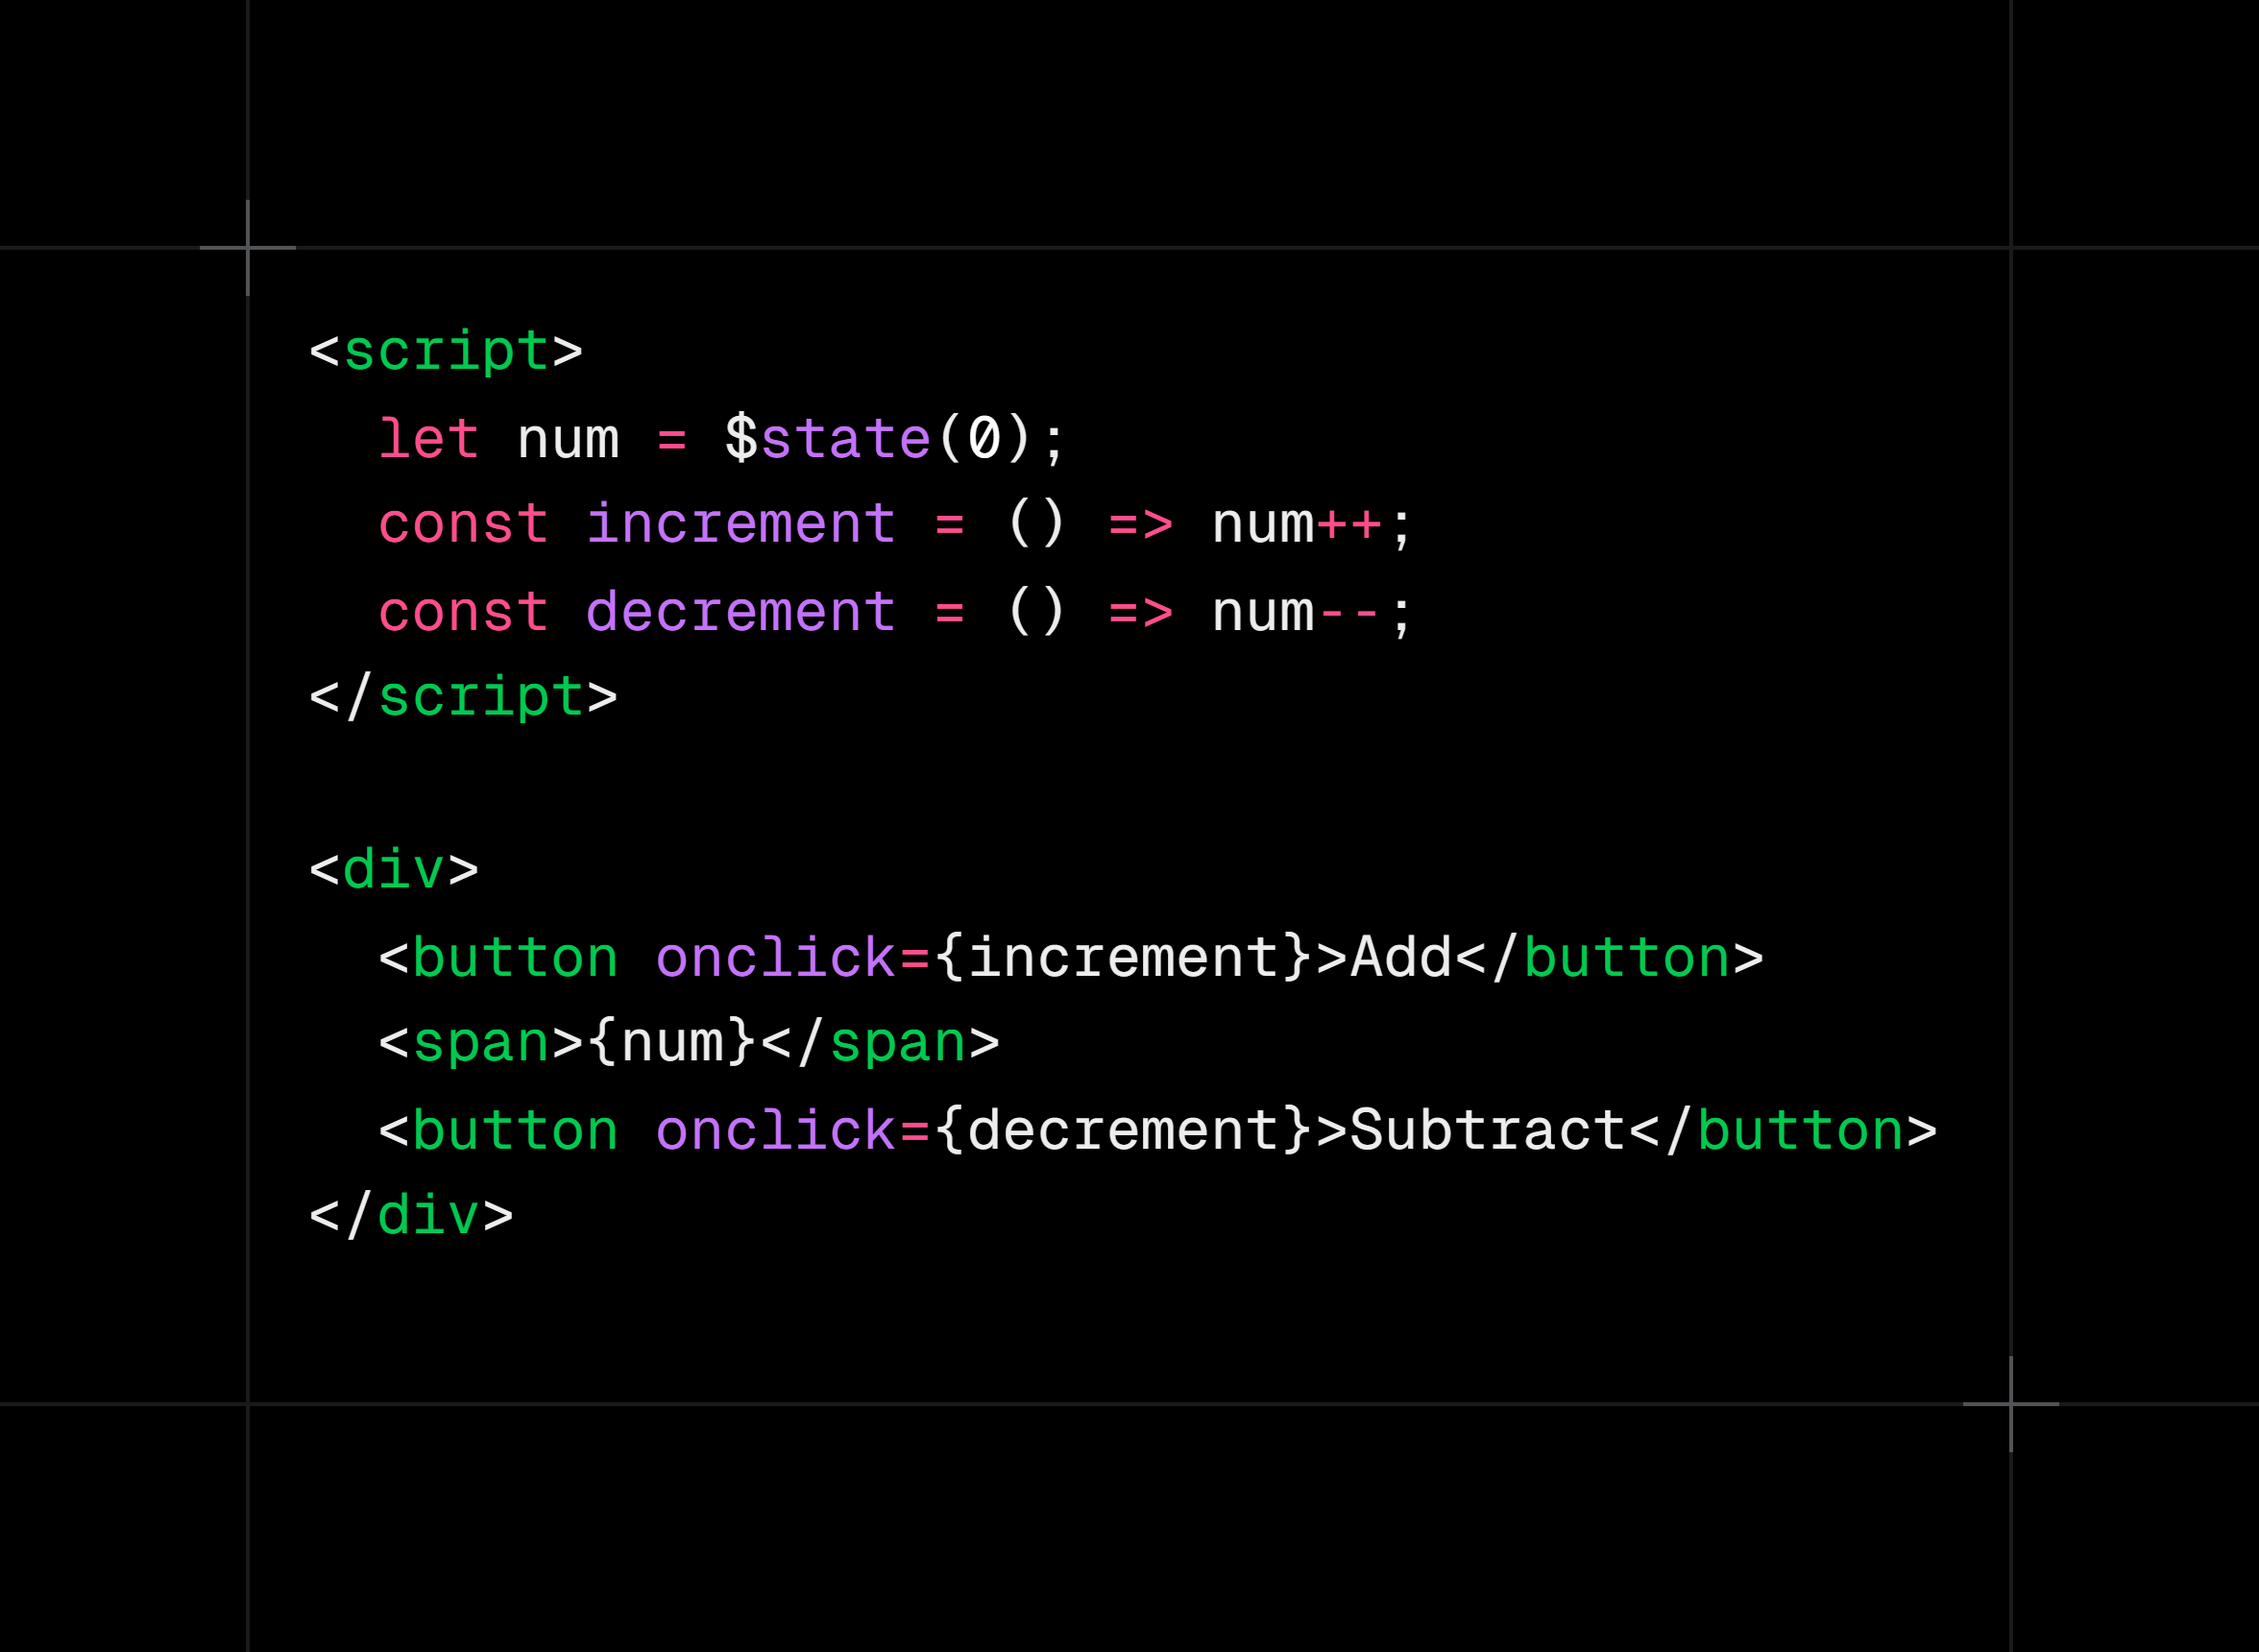 <script>
  let num = $state(0);
  const increment = () => num++;
  const decrement = () => num--;
</script>

<div>
  <button onclick={increment}>Add</button>
  <span>{num}</span>
  <button onclick={decrement}>Subtract</button>
</div>